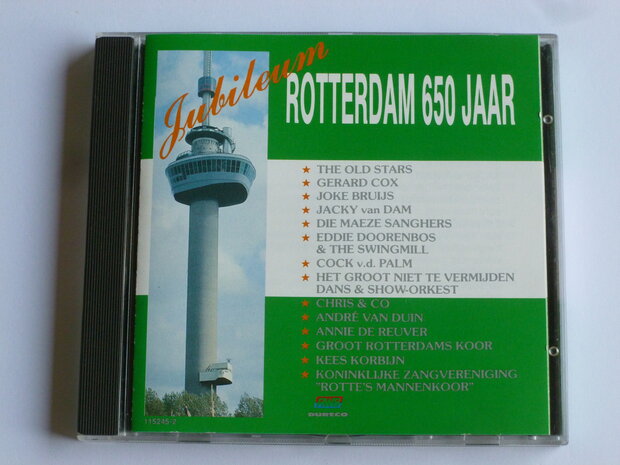 Jubileum
ROTTERDAM 650 JAAR
★ THE OLD STARS
★ GERARD COX
★ JOKE BRUIJS
★ JACKY van DAM
★ DIE MAEZE SANGHERS
★ EDDIE DOORENBOS
& THE SWINGMILL
★ COCK v.d. PALM
★ HET GROOT NIET TE VERMIJDEN
DANS & SHOW-ORKEST
★ CHRIS & CO
★ ANDRÉ VAN DUIN
★ ANNIE DE REUVER
★ GROOT ROTTERDAMS KOOR
★ KEES KORBIJN
★ KONINKLIJKE ZANGVERENIGING
"ROTTE'S MANNENKOOR"
DURECO
115245-2